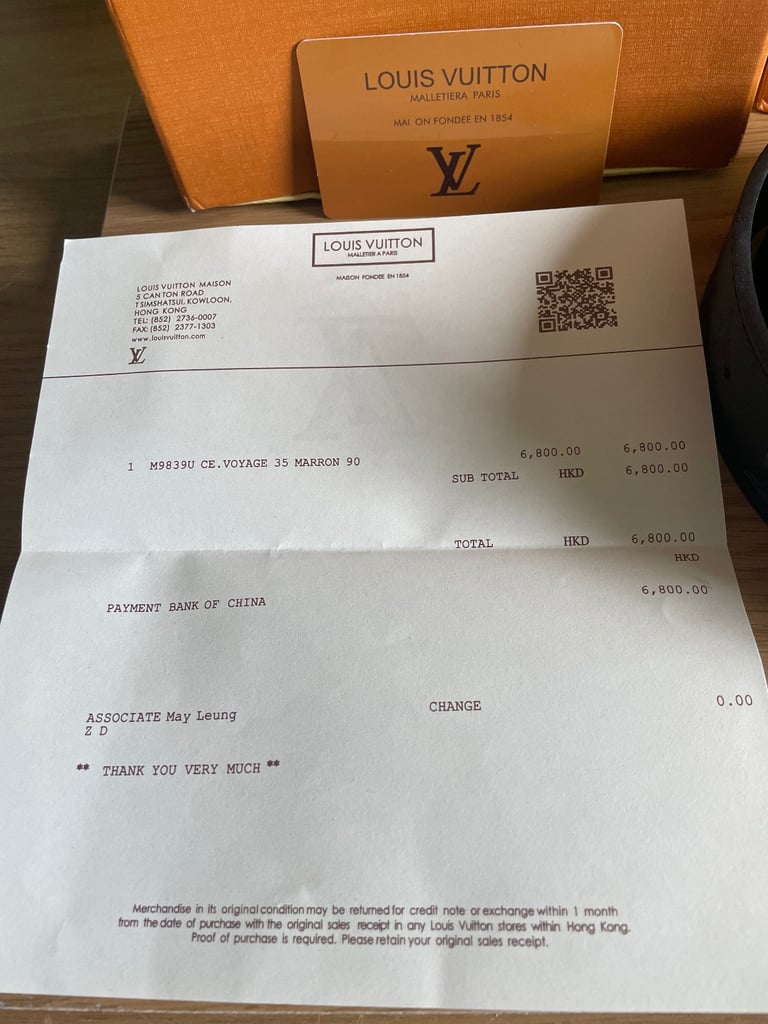 LOUIS VUITTON
MALLETIERA PARIS
MAI ON FONDEE EN 1854
LV
LOUIS VUITTON
MALLETIER A PARIS
MAISON FONDEE EN 1854
LOUIS VUITTON MAISON
5 CANTON ROAD
TSIMSHATSUI, KOWLOON,
HONG KONG
TEL: (852) 2736-0007
FAX: (852) 2377-1303
www.louisvuitton.com
LV
1 M9839U CE.VOYAGE 35 MARRON 90 6,800.00 6,800.00
SUB TOTAL HKD 6,800.00
TOTAL HKD 6,800.00
HKD
PAYMENT BANK OF CHINA 6,800.00
ASSOCIATE May Leung CHANGE 0.00
Z D
** THANK YOU VERY MUCH **
Merchandise in its original condition may be returned for credit note or exchange within 1 month
from the date of purchase with the original sales receipt in any Louis Vuitton stores within Hong Kong.
Proof of purchase is required. Please retain your original sales receipt.